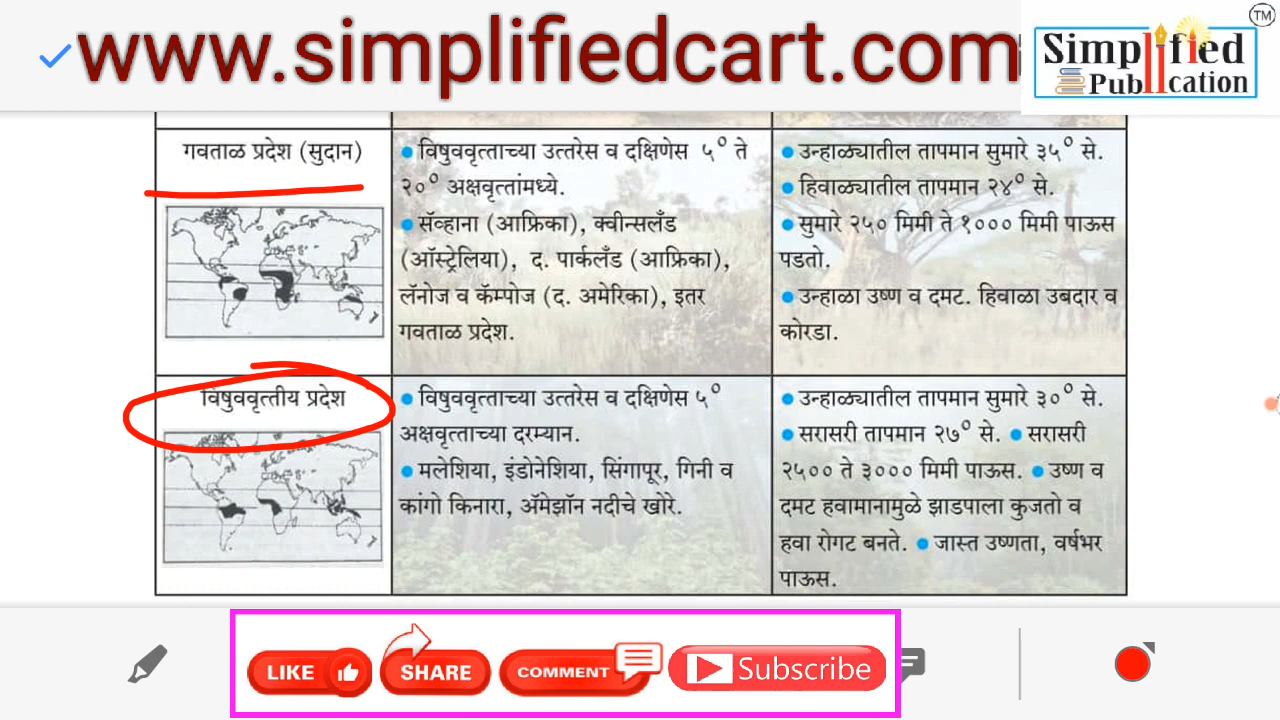 www.simplifiedcart.com
TM
Simplified
Publication
गवताळ प्रदेश (सुदान)
● विषुववृत्ताच्या उत्तरेस व दक्षिणेस ५° ते
२०° अक्षवृत्तांमध्ये.
● सॅव्हाना (आफ्रिका), क्वीन्सलँड
(ऑस्ट्रेलिया), द. पार्कलँड (आफ्रिका),
लॅनोज व कॅम्पोज (द. अमेरिका), इतर
गवताळ प्रदेश.
● उन्हाळ्यातील तापमान सुमारे ३५° से.
● हिवाळ्यातील तापमान २४° से.
● सुमारे २५० मिमी ते १००० मिमी पाऊस
पडतो.
● उन्हाळा उष्ण व दमट. हिवाळा उबदार व
कोरडा.
विषुववृत्तीय प्रदेश
● विषुववृत्ताच्या उत्तरेस व दक्षिणेस ५°
अक्षवृत्ताच्या दरम्यान.
● मलेशिया, इंडोनेशिया, सिंगापूर, गिनी व
कांगो किनारा, ॲमेझॉन नदीचे खोरे.
● उन्हाळ्यातील तापमान सुमारे ३०° से.
● सरासरी तापमान २७° से. ● सरासरी
२५०० ते ३००० मिमी पाऊस. ● उष्ण व
दमट हवामानामुळे झाडपाला कुजतो व
हवा रोगट बनते. ● जास्त उष्णता, वर्षभर
पाऊस.
LIKE
SHARE
COMMENT
Subscribe